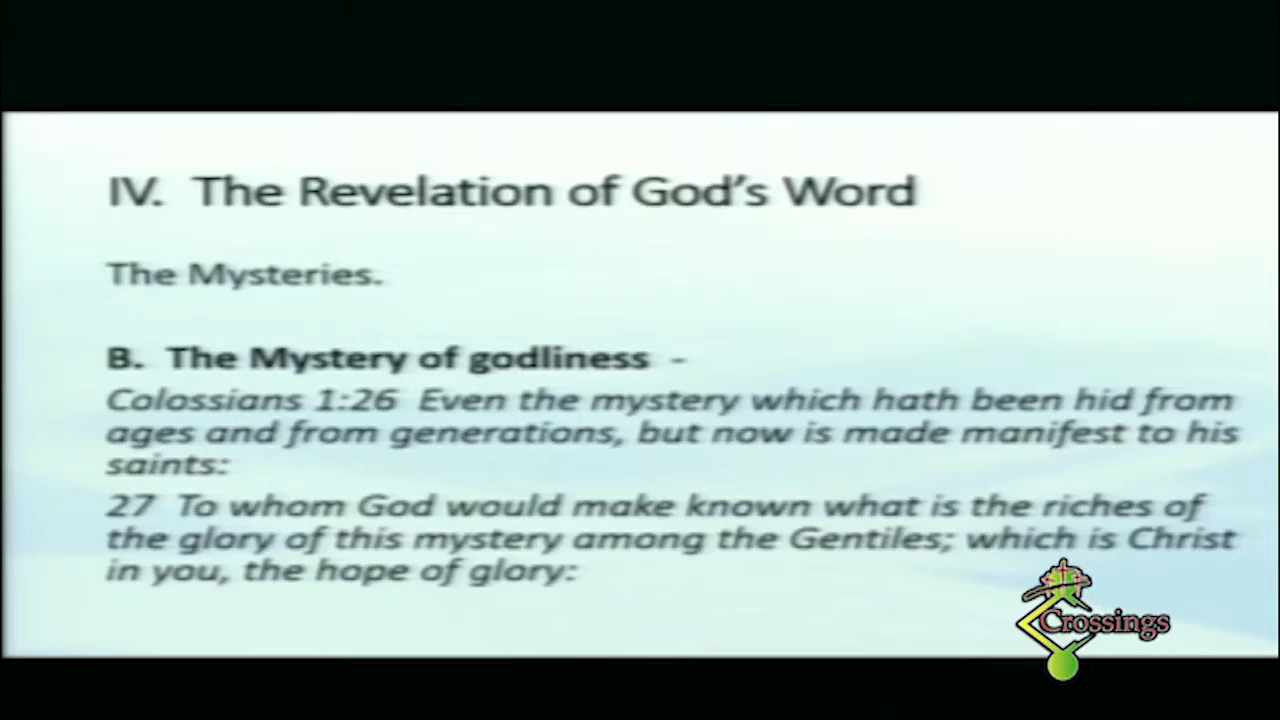 IV. The Revelation of God's Word
The Mysteries.
B. The Mystery of godliness -
Colossians 1:26 Even the mystery which hath been hid from
ages and from generations, but now is made manifest to his
saints:
27 To whom God would make known what is the riches of
the glory of this mystery among the Gentiles; which is Christ
in you, the hope of glory:
Crossings